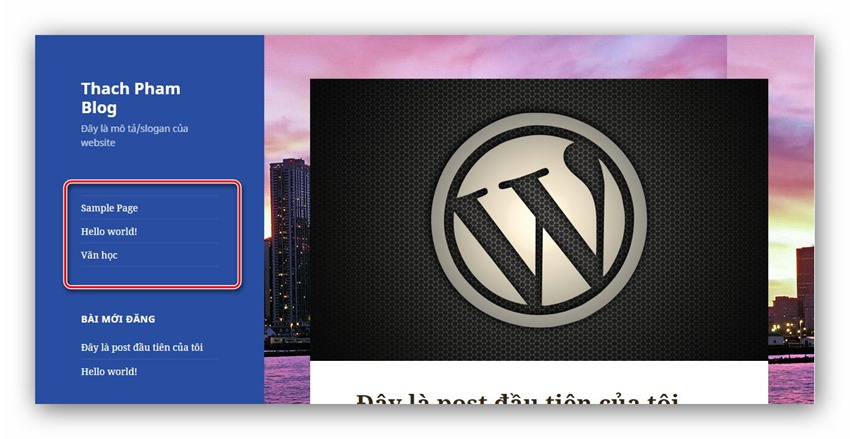 Thach Pham
Blog
Đây là mô tả/slogan của
website
Sample Page
Hello world!
Văn học
BÀI MỚI ĐĂNG
Đây là post đầu tiên của tôi
Hello world!
Đây là post đầu tiên của tôi